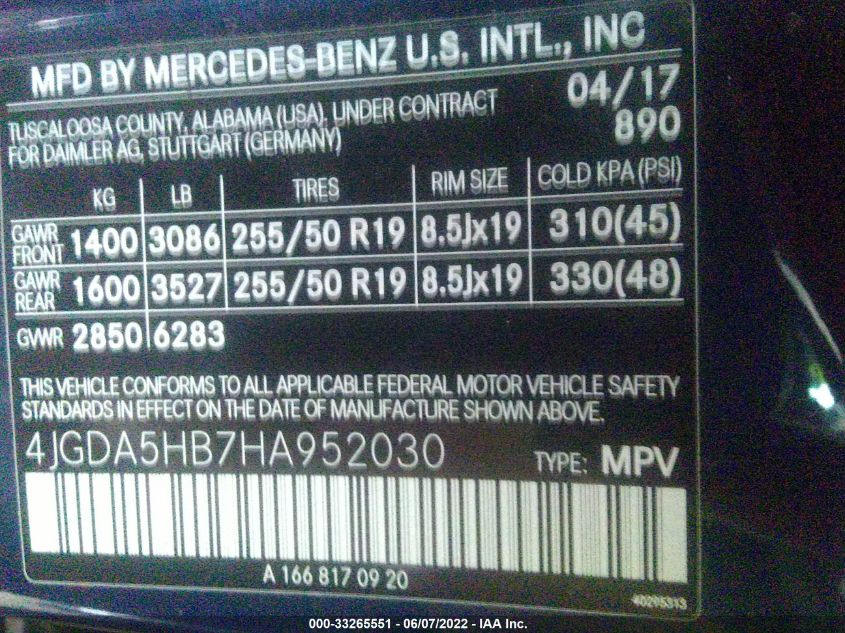 MFD BY MERCEDES-BENZ U.S. INTL., INC
TUSCALOOSA COUNTY, ALABAMA (USA), UNDER CONTRACT 04/17
FOR DAIMLER AG, STUTTGART (GERMANY) 890
KG LB TIRES RIM SIZE COLD KPA (PSI)
GAWR FRONT 1400 3086 255/50 R19 8.5Jx19 310(45)
GAWR REAR 1600 3527 255/50 R19 8.5Jx19 330(48)
GVWR 2850 6283
THIS VEHICLE CONFORMS TO ALL APPLICABLE FEDERAL MOTOR VEHICLE SAFETY
STANDARDS IN EFFECT ON THE DATE OF MANUFACTURE SHOWN ABOVE.
4JGDA5HB7HA952030 TYPE: MPV
A 166 817 09 20
40295313
000-33265551 - 06/07/2022 - IAA Inc.